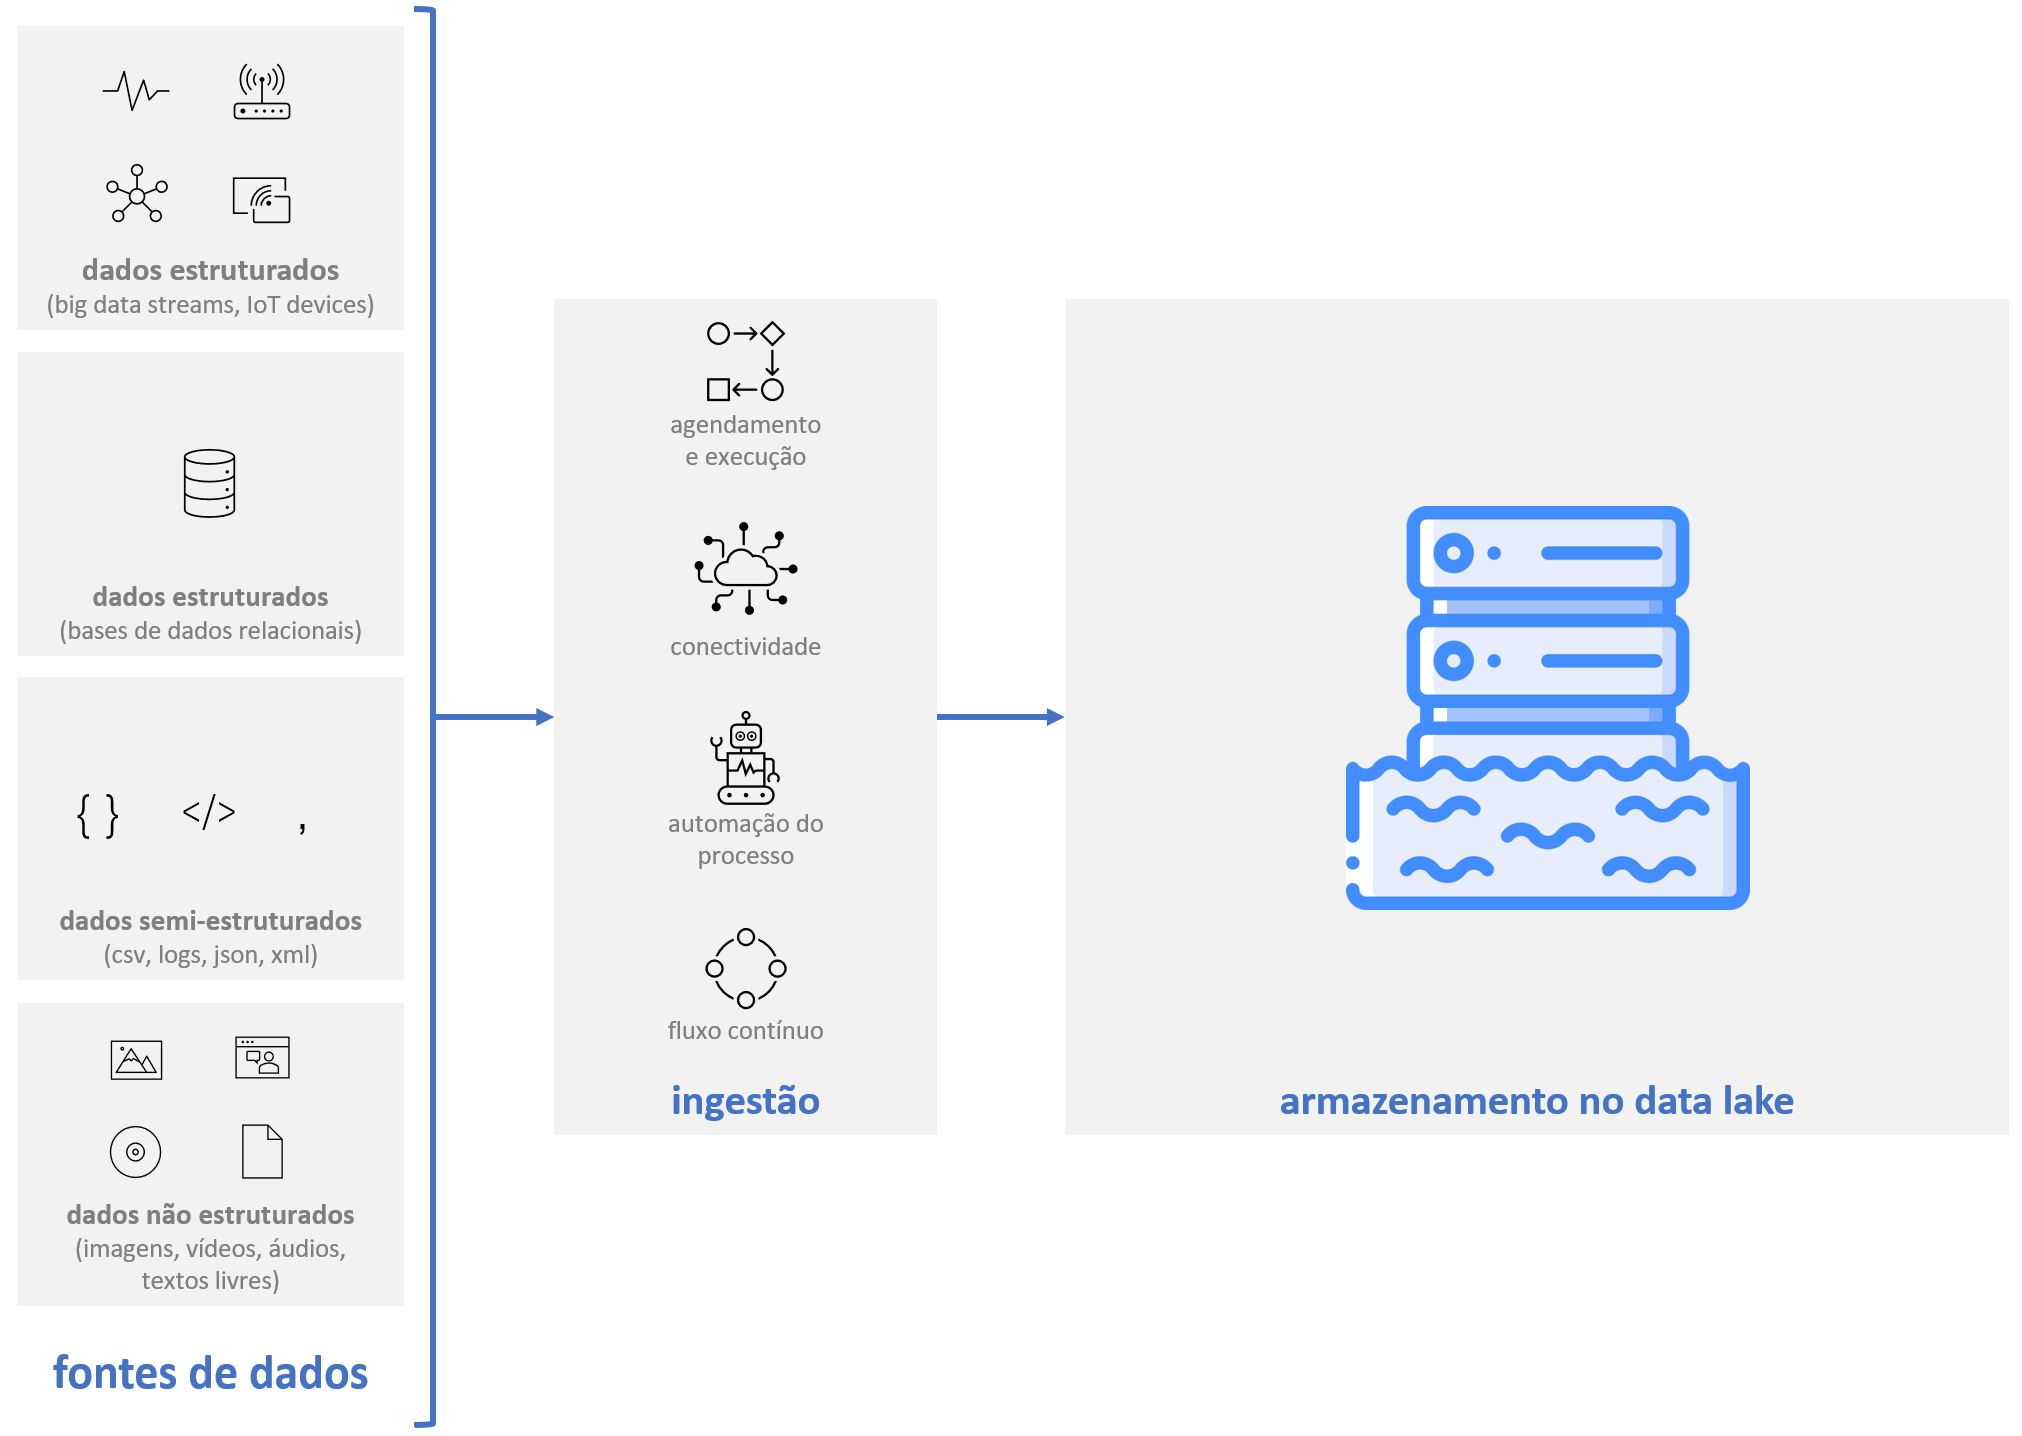 dados estruturados
(big data streams, IoT devices)
dados estruturados
(bases de dados relacionais)
{ } </> ,
dados semi-estruturados
(csv, logs, json, xml)
dados não estruturados
(imagens, vídeos, áudios,
textos livres)
fontes de dados
agendamento
e execução
conectividade
automação do
processo
fluxo contínuo
ingestão
armazenamento no data lake